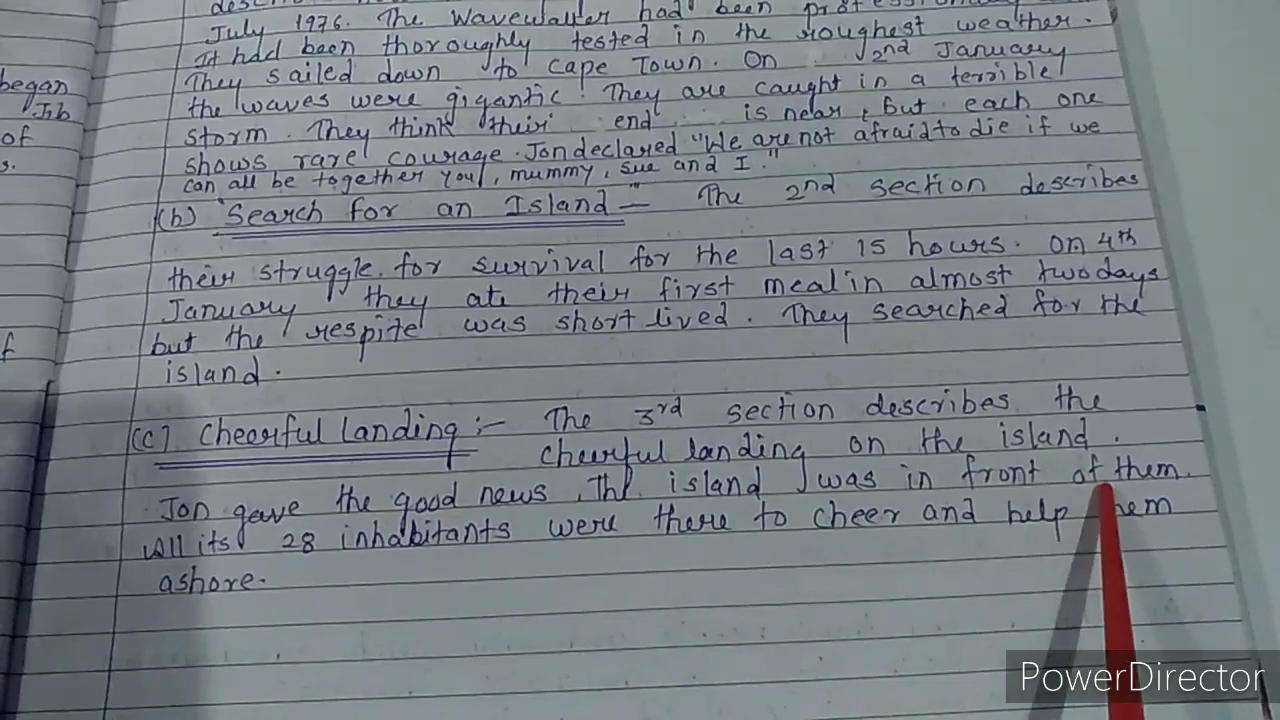 July 1976. The Wavewalker had been
It had been thoroughly tested in the roughest weather.
They sailed down to Cape Town. On 2nd January
the waves were gigantic. They are caught in a terrible
storm. They think their end is near, but each one
shows rare courage. Jon declared "We are not afraid to die if we
can all be together you, mummy, sue and I."
(b) "Search for an Island" - The 2nd section describes
their struggle for survival for the last 15 hours. On 4th
January they ate their first meal in almost two days
but the respite was short lived. They searched for the
island.
(c) Cheerful landing :- The 3rd section describes the
cheerful landing on the island.
Jon gave the good news, The island was in front of them.
All its 28 inhabitants were there to cheer and help hem
ashore.
began
Jib
of
s.
f
PowerDirector